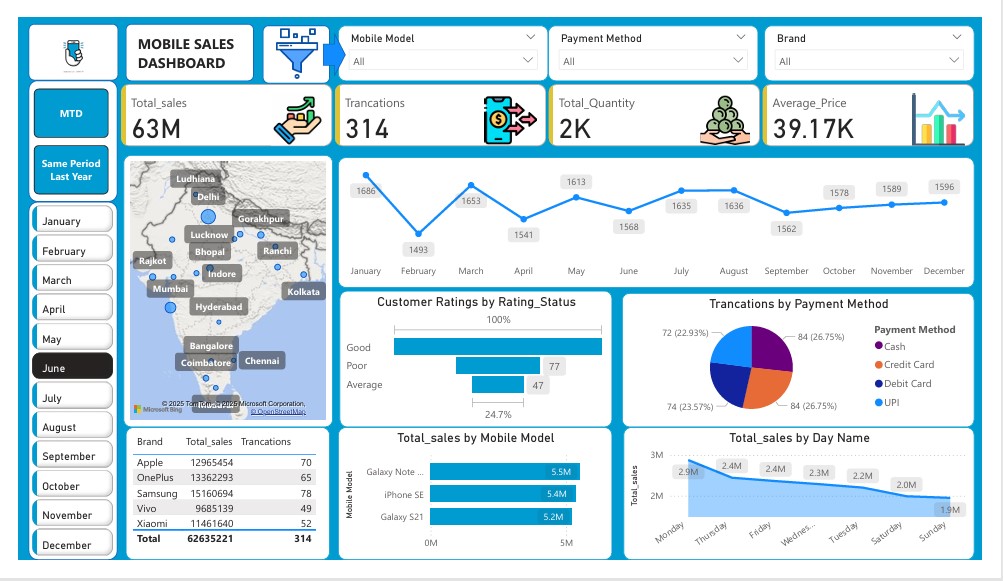 MOBILE SALES
DASHBOARD
Mobile Model
All
Payment Method
All
Brand
All
MTD
Same Period
Last Year
Total_sales
63M
Trancations
314
Total_Quantity
2K
Average_Price
39.17K
January
February
March
April
May
June
July
August
September
October
November
December
Ludhiana
Delhi
Gorakhpur
Lucknow
Bhopal
Ranchi
Rajkot
Indore
Mumbai
Kolkata
Hyderabad
Bangalore
Coimbatore
Chennai
Microsoft Bing
© 2025 TomTom, © 2025 Microsoft Corporation,
© OpenStreetMap
1686
1493
1653
1541
1613
1568
1635
1636
1562
1578
1589
1596
January February March April May June July August September October November December
Customer Ratings by Rating_Status
100%
Good
Poor 77
Average 47
24.7%
Trancations by Payment Method
72 (22.93%)
84 (26.75%)
74 (23.57%)
84 (26.75%)
Payment Method
Cash
Credit Card
Debit Card
UPI
Brand Total_sales Trancations
Apple 12965454 70
OnePlus 13362293 65
Samsung 15160694 78
Vivo 9685139 49
Xiaomi 11461640 52
Total 62635221 314
Total_sales by Mobile Model
Mobile Model
Galaxy Note ... 5.5M
iPhone SE 5.4M
Galaxy S21 5.2M
0M 5M
Total_sales by Day Name
Total_sales
3M
2M
2.9M
2.4M
2.4M
2.3M
2.2M
2.0M
1.9M
Monday Thursday Friday Wednes... Tuesday Saturday Sunday